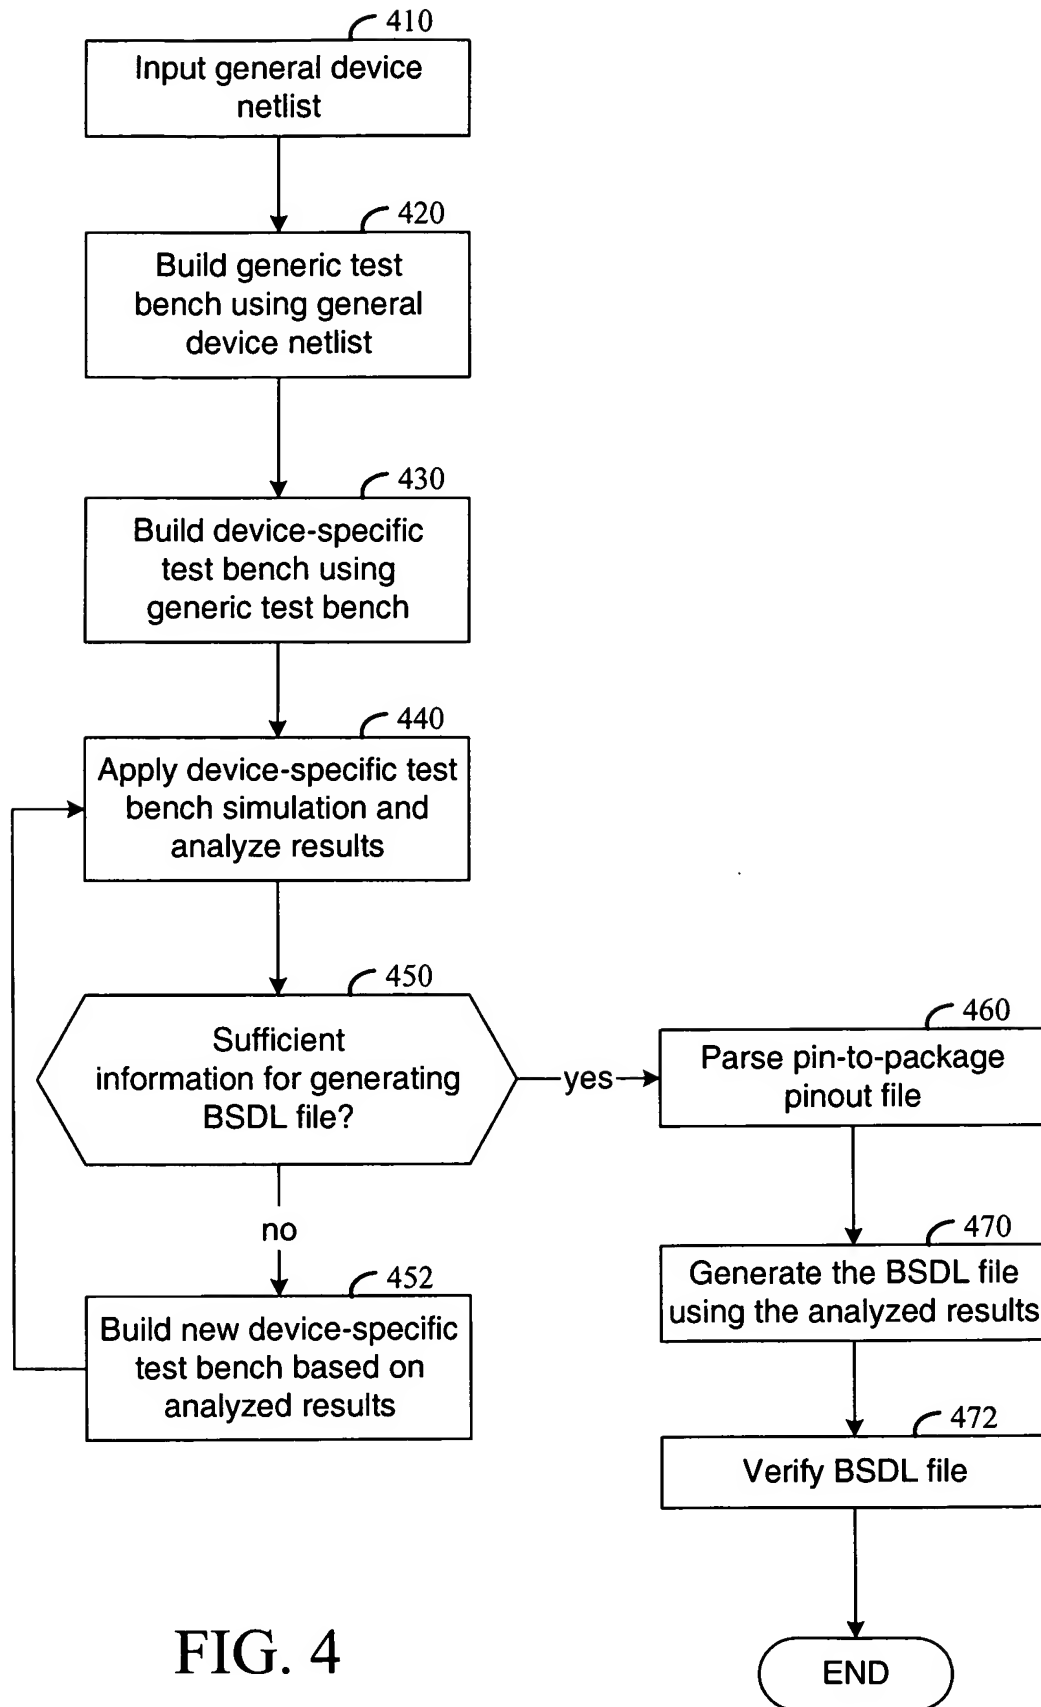 410
Input general device
netlist
420
Build generic test
bench using general
device netlist
430
Build device-specific
test bench using
generic test bench
440
Apply device-specific test
bench simulation and
analyze results
450
Sufficient
information for generating
BSDL file?
yes
no
452
Build new device-specific
test bench based on
analyzed results
460
Parse pin-to-package
pinout file
470
Generate the BSDL file
using the analyzed results
472
Verify BSDL file
END
FIG. 4